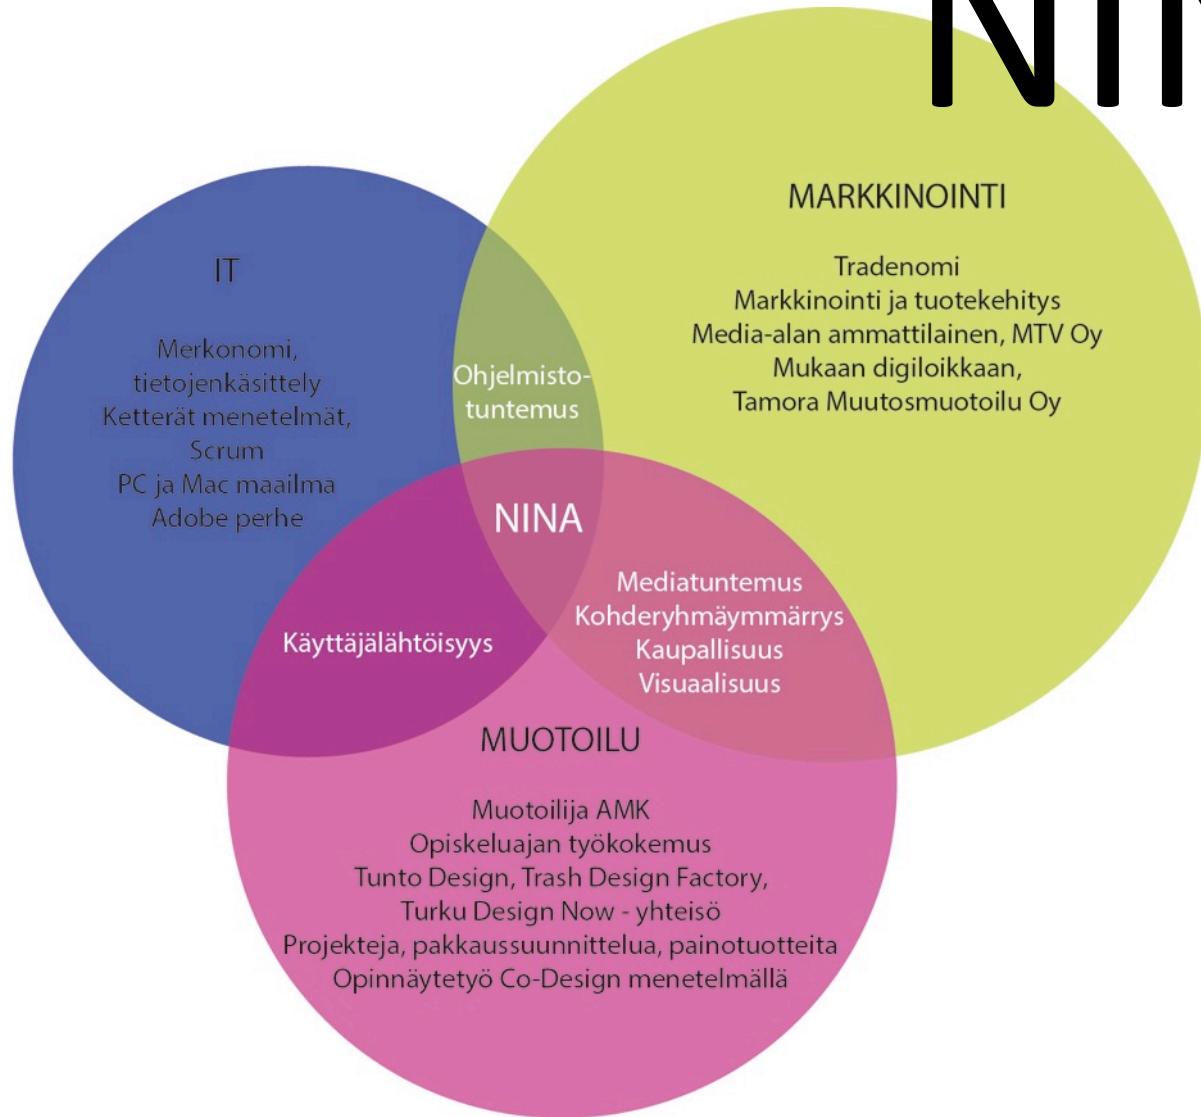 NIN
MARKKINOINTI
Tradenomi
Markkinointi ja tuotekehitys
Media-alan ammattilainen, MTV Oy
Mukaan digiloikkaan,
Tamora Muutosmuotoilu Oy
IT
Merkonomi,
tietojenkäsittely
Ketterät menetelmät,
Scrum
PC ja Mac maailma
Adobe perhe
Ohjelmisto-
tuntemus
NINA
Mediatuntemus
Kohderyhmäymmärrys
Kaupallisuus
Visuaalisuus
Käyttäjälähtöisyys
MUOTOILU
Muotoilija AMK
Opiskeluajan työkokemus
Tunto Design, Trash Design Factory,
Turku Design Now - yhteisö
Projekteja, pakkaussuunnittelua, painotuotteita
Opinnäytetyö Co-Design menetelmällä